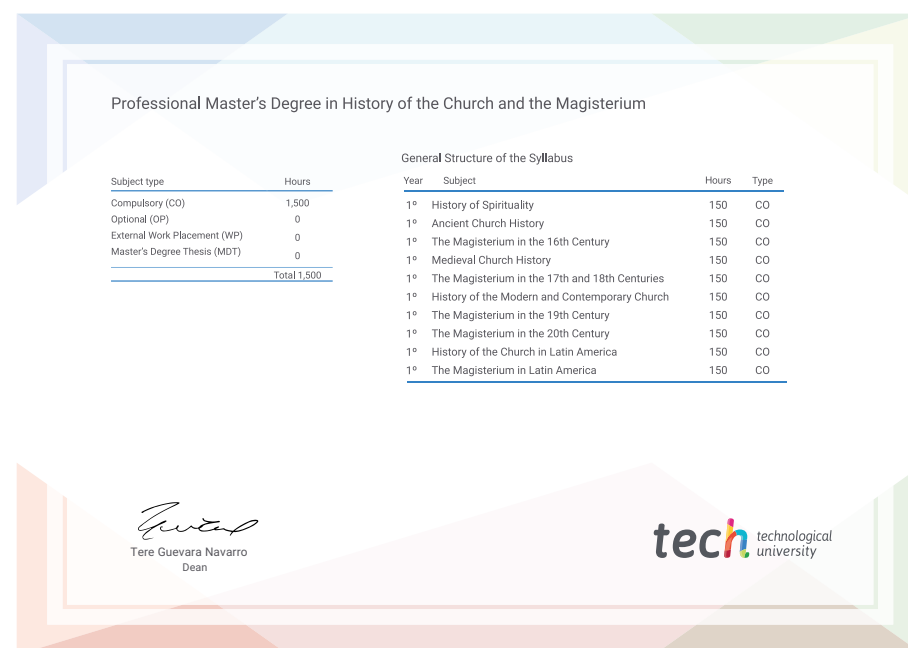 Professional Master's Degree in History of the Church and the Magisterium
Subject type Hours
Compulsory (CO) 1,500
Optional (OP) 0
External Work Placement (WP) 0
Master's Degree Thesis (MDT) 0
Total 1,500
General Structure of the Syllabus
Year Subject Hours Type
1º History of Spirituality 150 CO
1º Ancient Church History 150 CO
1º The Magisterium in the 16th Century 150 CO
1º Medieval Church History 150 CO
1º The Magisterium in the 17th and 18th Centuries 150 CO
1º History of the Modern and Contemporary Church 150 CO
1º The Magisterium in the 19th Century 150 CO
1º The Magisterium in the 20th Century 150 CO
1º History of the Church in Latin America 150 CO
1º The Magisterium in Latin America 150 CO
Tere Guevara Navarro
Dean
tech technological
university